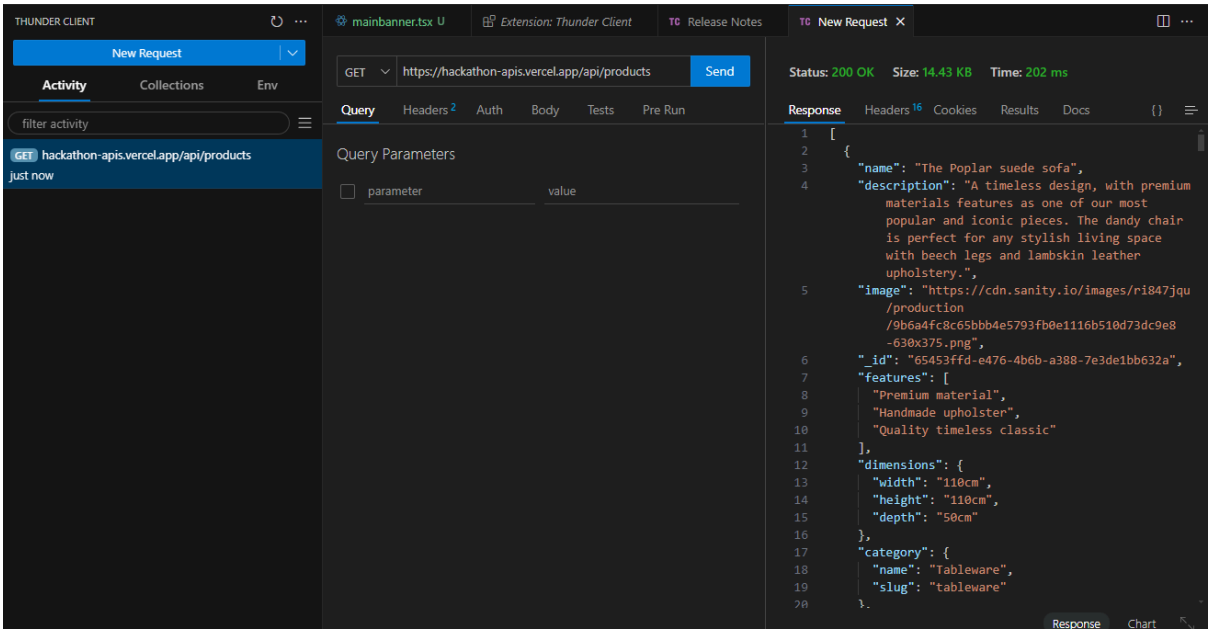 THUNDER CLIENT
New Request
Activity Collections Env
filter activity
GET hackathon-apis.vercel.app/api/products
just now
mainbanner.tsx U Extension: Thunder Client TC Release Notes TC New Request
GET https://hackathon-apis.vercel.app/api/products Send
Query Headers 2 Auth Body Tests Pre Run
Query Parameters
parameter value
Status: 200 OK Size: 14.43 KB Time: 202 ms
Response Headers 16 Cookies Results Docs { }
1 [
2 {
3 "name": "The Poplar suede sofa",
4 "description": "A timeless design, with premium
materials features as one of our most
popular and iconic pieces. The dandy chair
is perfect for any stylish living space
with beech legs and lambskin leather
upholstery.",
5 "image": "https://cdn.sanity.io/images/ri847jqu
/production
/9b6a4fc8c65bbb4e5793fb0e1116b510d73dc9e8
-630x375.png",
6 "_id": "65453ffd-e476-4b6b-a388-7e3de1bb632a",
7 "features": [
8 "Premium material",
9 "Handmade upholster",
10 "Quality timeless classic"
11 ],
12 "dimensions": {
13 "width": "110cm",
14 "height": "110cm",
15 "depth": "50cm"
16 },
17 "category": {
18 "name": "Tableware",
19 "slug": "tableware"
20 },
Response Chart